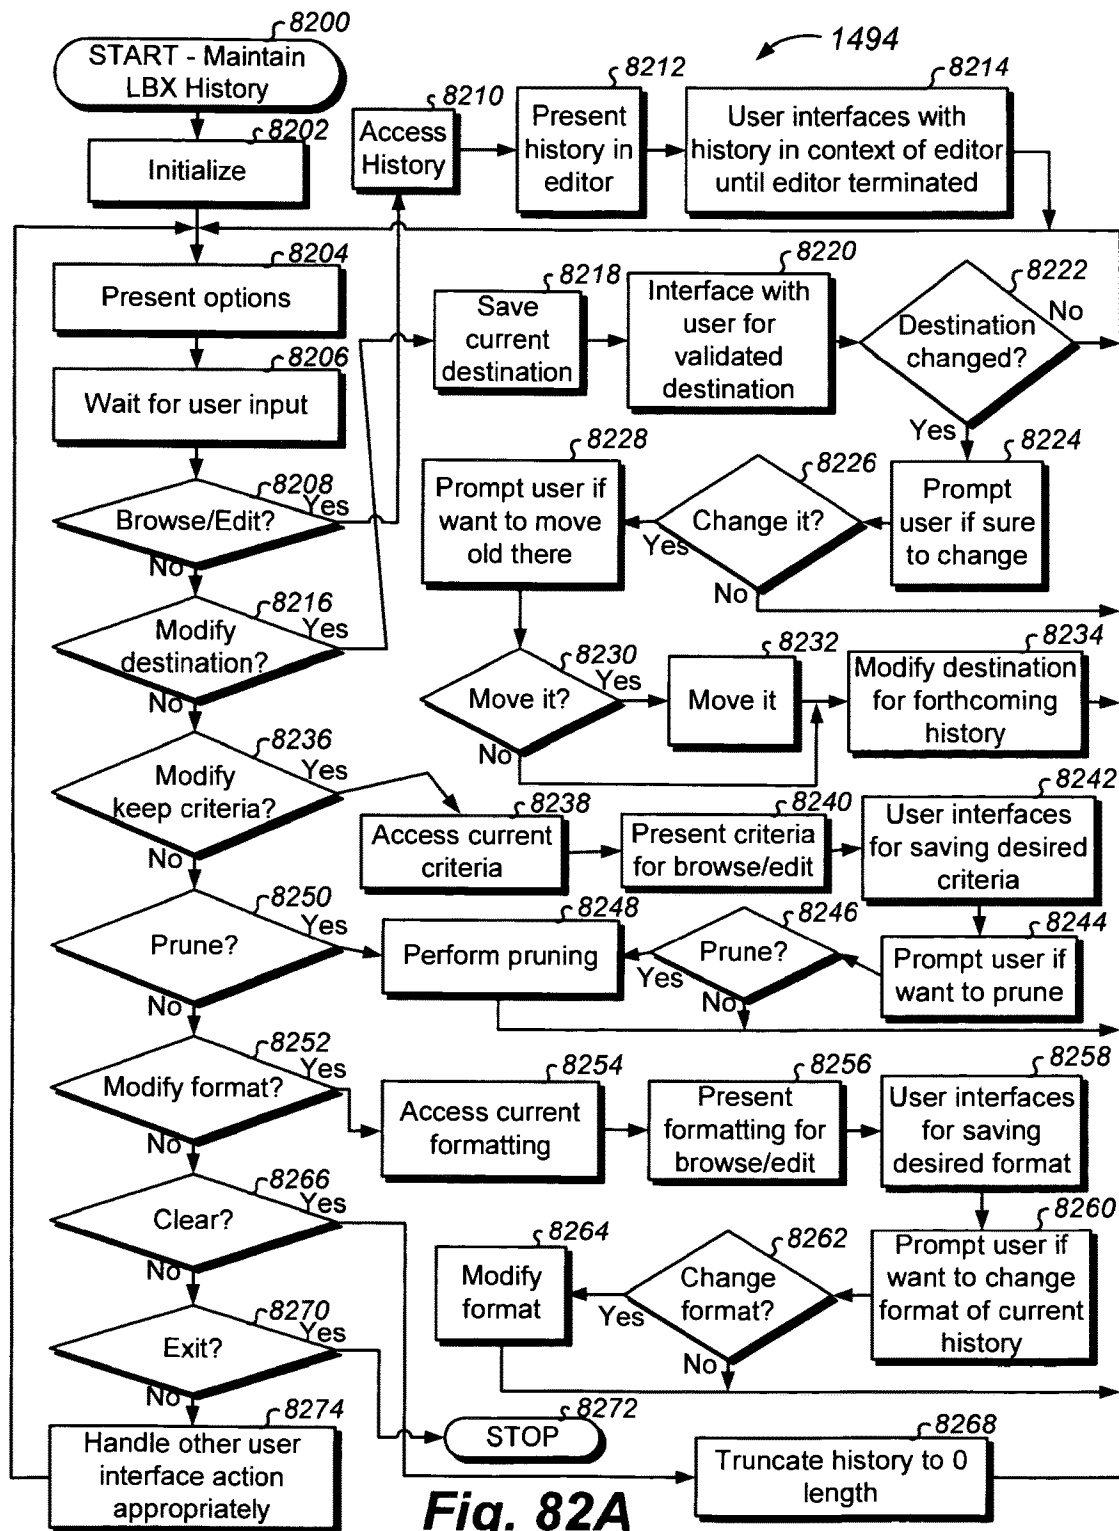 8200
START - Maintain
LBX History
1494
8202
Initialize
8210
Access
History
8212
Present
history in
editor
8214
User interfaces with
history in context of editor
until editor terminated
8204
Present options
8206
Wait for user input
8208
Browse/Edit?
Yes
No
8216
Modify
destination?
Yes
No
8218
Save
current
destination
8220
Interface with
user for
validated
destination
8222
Destination
changed?
No
Yes
8224
Prompt
user if sure
to change
8226
Change it?
Yes
No
8228
Prompt user if
want to move
old there
8230
Move it?
Yes
No
8232
Move it
8234
Modify destination
for forthcoming
history
8236
Modify
keep criteria?
Yes
No
8238
Access current
criteria
8240
Present criteria
for browse/edit
8242
User interfaces
for saving desired
criteria
8244
Prompt user if
want to prune
8246
Prune?
Yes
No
8248
Perform pruning
8250
Prune?
Yes
No
8252
Modify format?
Yes
No
8254
Access current
formatting
8256
Present
formatting for
browse/edit
8258
User interfaces
for saving
desired format
8260
Prompt user if
want to change
format of current
history
8262
Change
format?
Yes
No
8264
Modify
format
8266
Clear?
Yes
No
8270
Exit?
Yes
No
8272
STOP
8268
Truncate history to 0
length
8274
Handle other user
interface action
appropriately
Fig. 82A